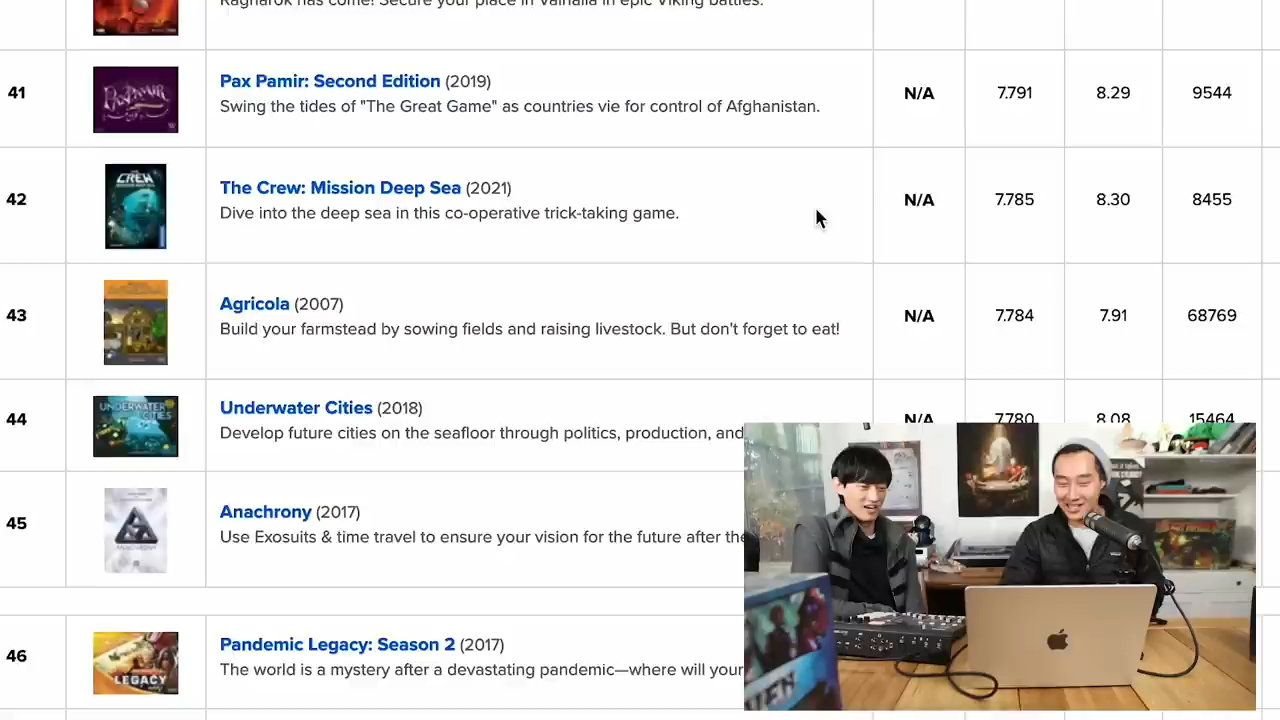 Ragnarök has come! Secure your place in Valhalla in epic Viking battles.
41
Pax Pamir: Second Edition (2019)
Swing the tides of "The Great Game" as countries vie for control of Afghanistan.
N/A
7.791
8.29
9544
CREW
42
The Crew: Mission Deep Sea (2021)
Dive into the deep sea in this co-operative trick-taking game.
N/A
7.785
8.30
8455
43
Agricola (2007)
Build your farmstead by sowing fields and raising livestock. But don't forget to eat!
N/A
7.784
7.91
68769
UNDERWATER
CITIES
44
Underwater Cities (2018)
Develop future cities on the seafloor through politics, production, and
N/A
7.780
8.08
15464
ANACHRONY
45
Anachrony (2017)
Use Exosuits & time travel to ensure your vision for the future after the
LEGACY
46
Pandemic Legacy: Season 2 (2017)
The world is a mystery after a devastating pandemic—where will your